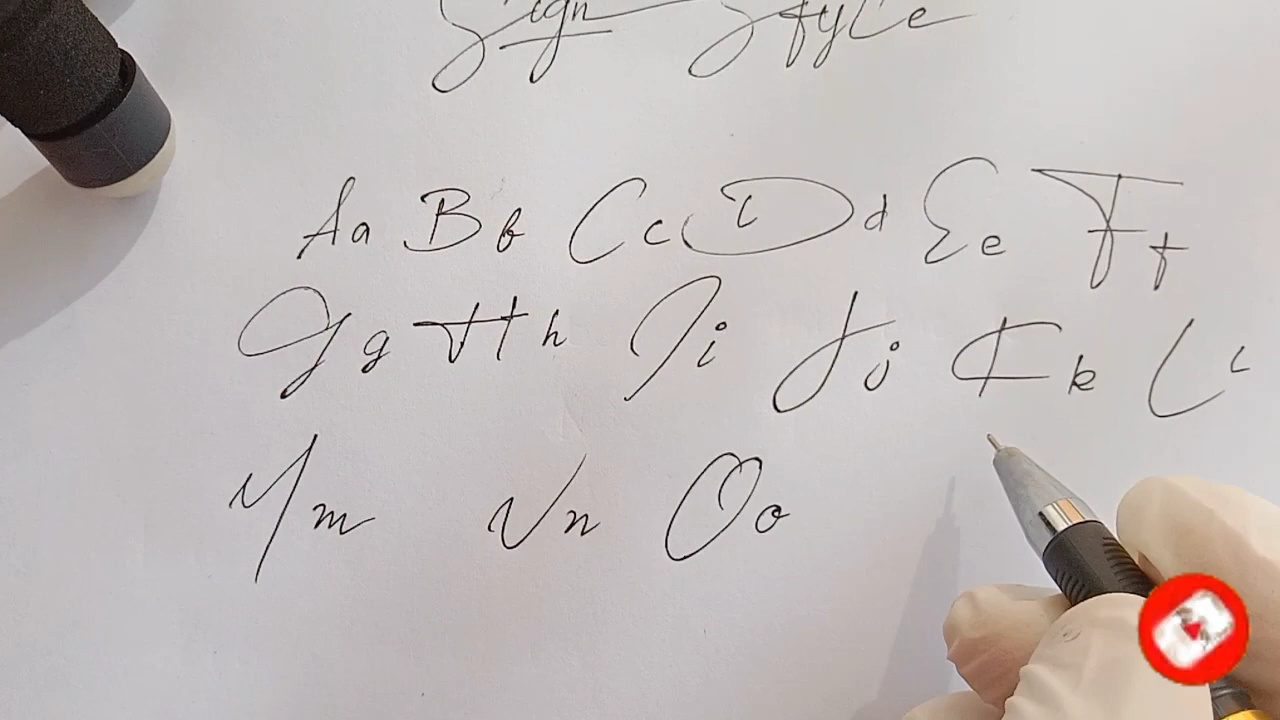 Sign Style
Aa Bb Cc Dd Ee Ff
Gg Hh Ii Jj Kk Ll
Mm Nn Oo